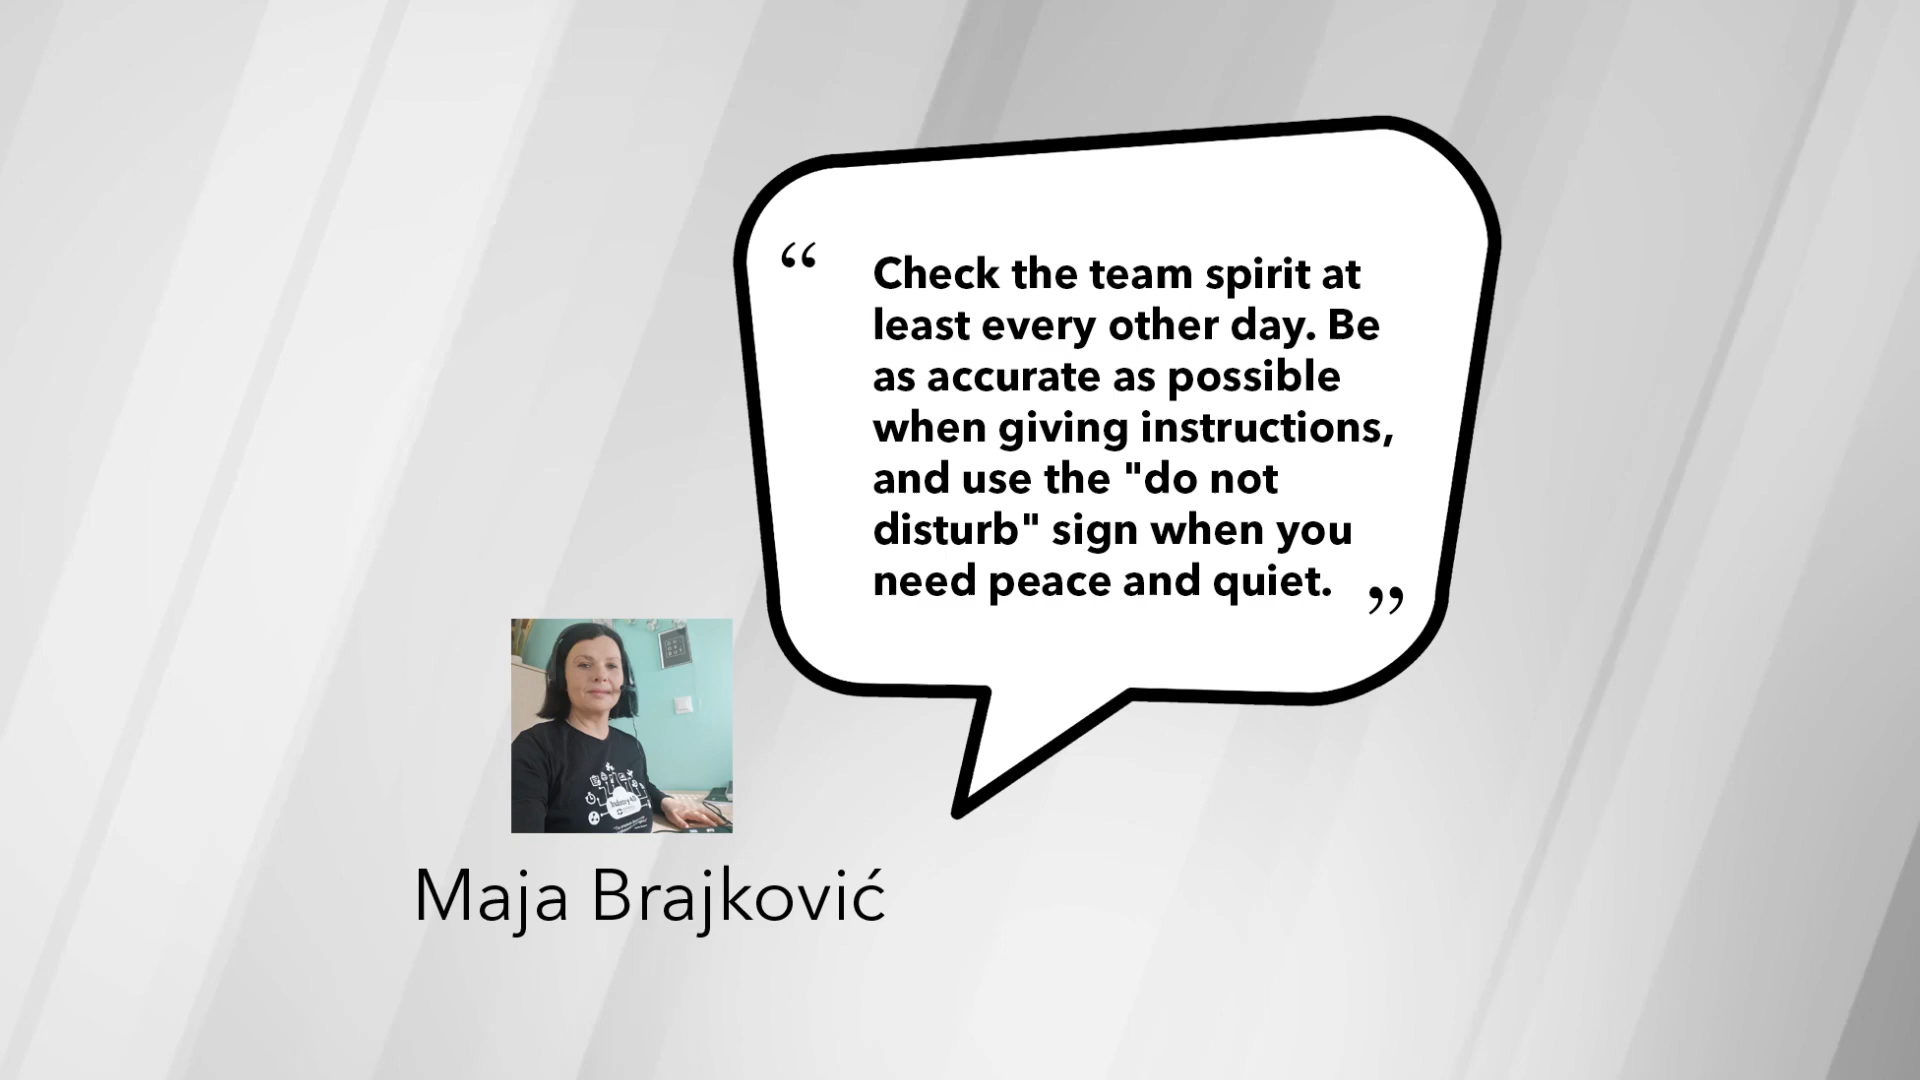 “
Check the team spirit at
least every other day. Be
as accurate as possible
when giving instructions,
and use the "do not
disturb" sign when you
need peace and quiet.
”
Maja Brajković